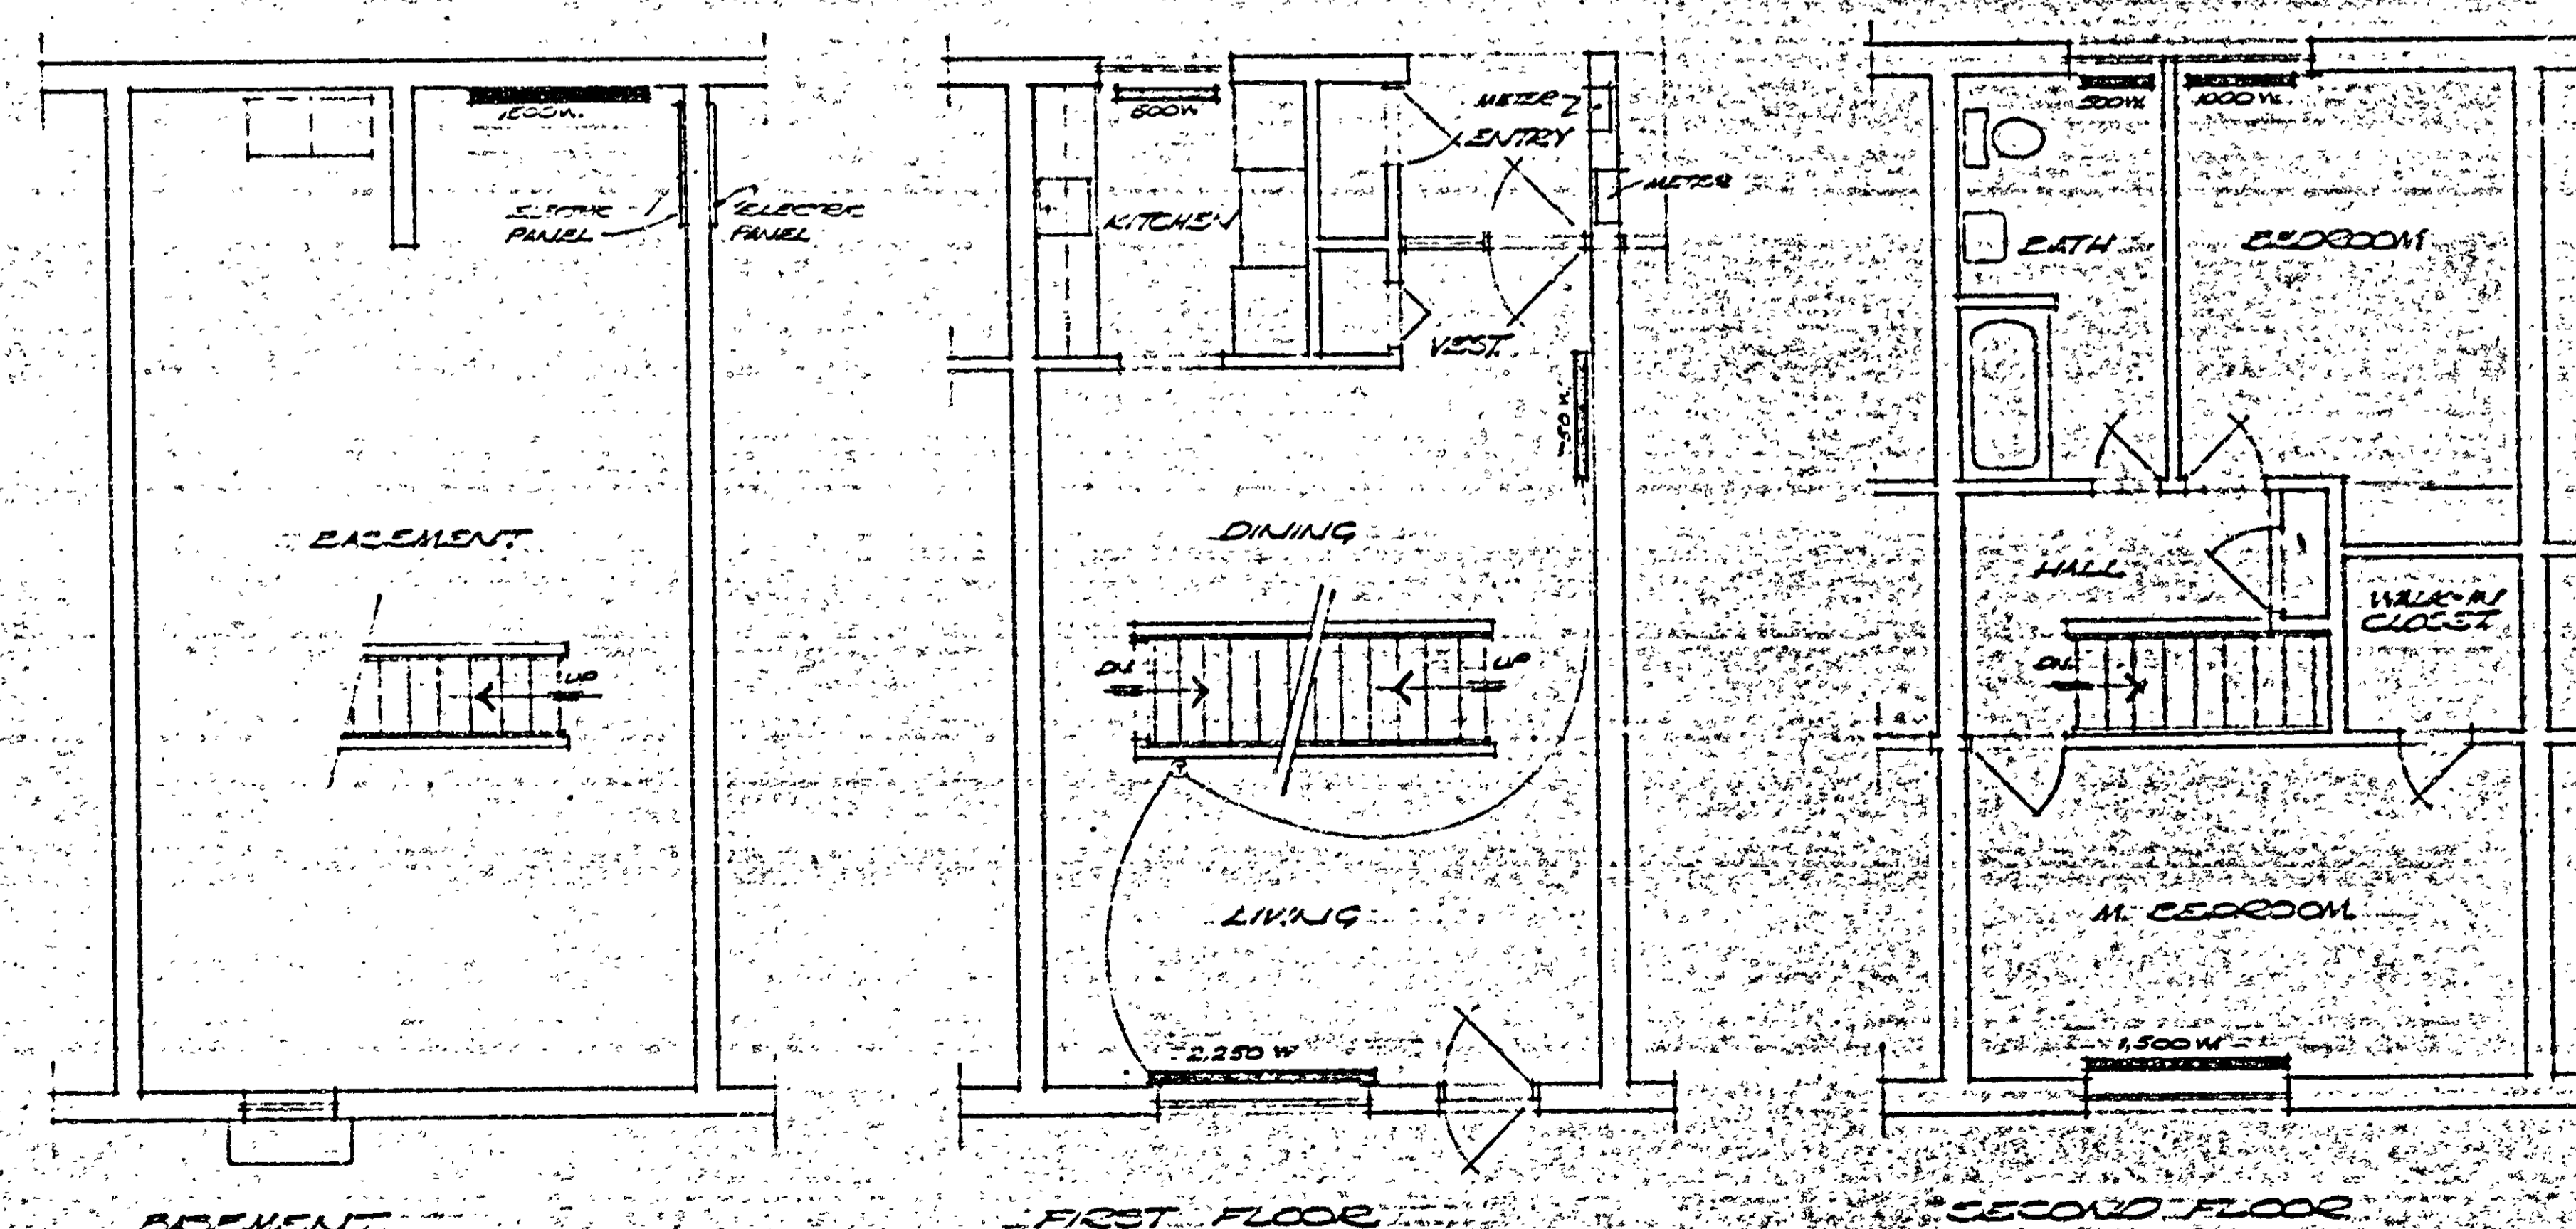 ELECTRIC
PANEL
ELECTRIC
PANEL
BASEMENT
UP
BASEMENT
600W
METER
ENTRY
METER
KITCHEN
VEST.
DINING
DN.
UP
LIVING
2,250 W
FIRST FLOOR
500W.
1000W.
BATH
BEDROOM
HALL
WALK-IN
CLOSET
DN.
M. BEDROOM
1,500 W
SECOND FLOOR